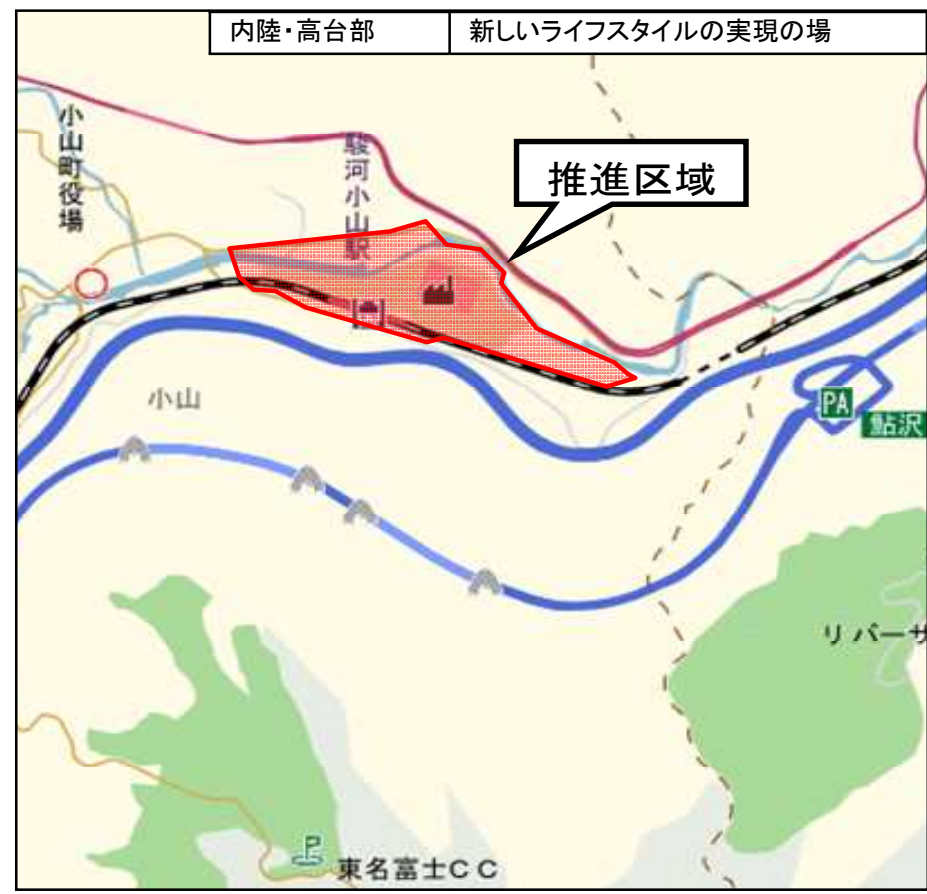 内陸・高台部
新しいライフスタイルの実現の場
小山町役場
駿河小山駅
推進区域
小山
PA
鮎沢
リバーサ
東名富士CC